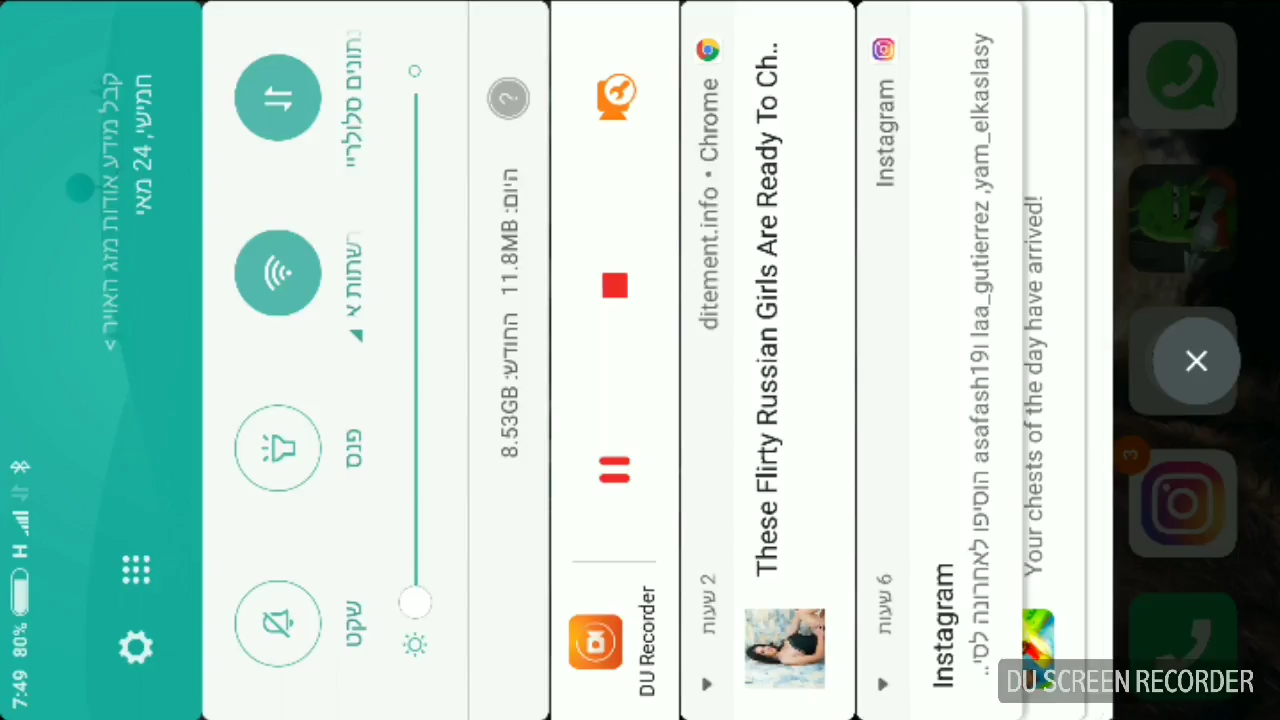 7:49 80% H
חמישי, 24 מאי
קבל מידע אודות מזג האוויר >
שקט
פנס
רשתות א
נתונים סלולריי
היום: 11.8MB החודש: 8.53GB
?
DU Recorder
ditement.info • Chrome
2 שעות
These Flirty Russian Girls Are Ready To Ch..
Instagram
6 שעות
Instagram
laa_gutierrez ,yam_elkaslasy ו asafash19 הוסיפו לאחרונה לסי..
Your chests of the day have arrived!
3
DU SCREEN RECORDER